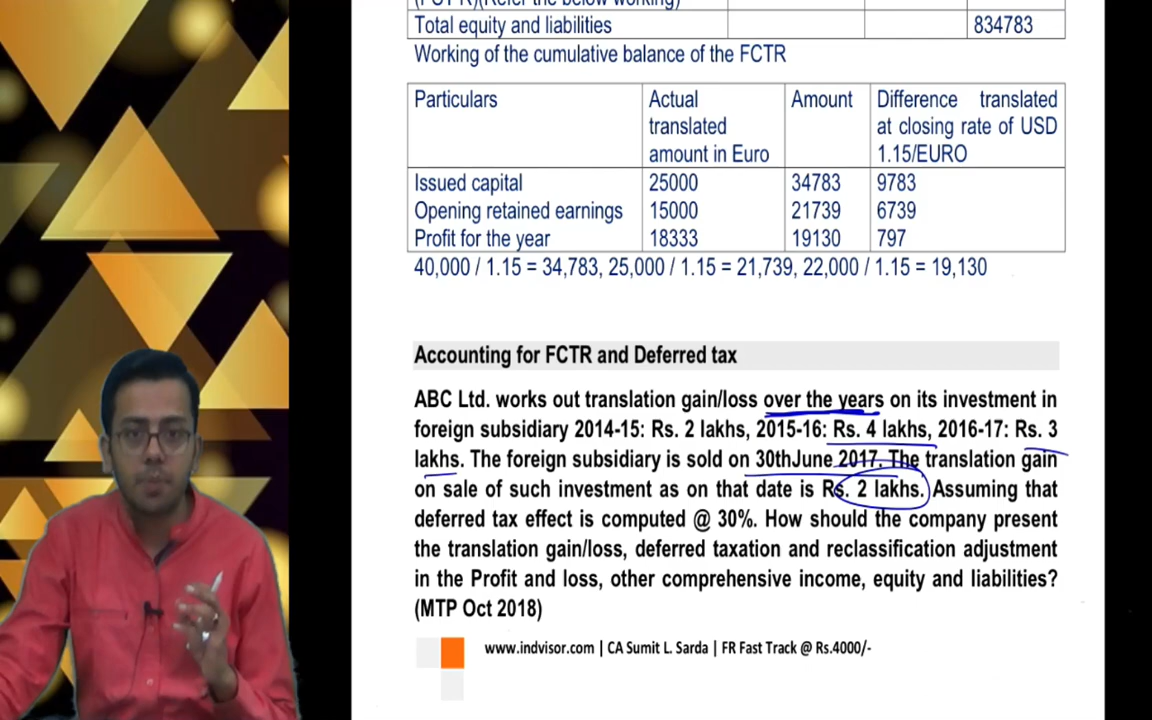 Total equity and liabilities 834783
Working of the cumulative balance of the FCTR
Particulars Actual translated amount in Euro Amount Difference translated at closing rate of USD 1.15/EURO
Issued capital 25000 34783 9783
Opening retained earnings 15000 21739 6739
Profit for the year 18333 19130 797
40,000 / 1.15 = 34,783, 25,000 / 1.15 = 21,739, 22,000 / 1.15 = 19,130
Accounting for FCTR and Deferred tax
ABC Ltd. works out translation gain/loss over the years on its investment in
foreign subsidiary 2014-15: Rs. 2 lakhs, 2015-16: Rs. 4 lakhs, 2016-17: Rs. 3
lakhs. The foreign subsidiary is sold on 30thJune 2017. The translation gain
on sale of such investment as on that date is Rs. 2 lakhs. Assuming that
deferred tax effect is computed @ 30%. How should the company present
the translation gain/loss, deferred taxation and reclassification adjustment
in the Profit and loss, other comprehensive income, equity and liabilities?
(MTP Oct 2018)
www.indvisor.com | CA Sumit L. Sarda | FR Fast Track @ Rs.4000/-